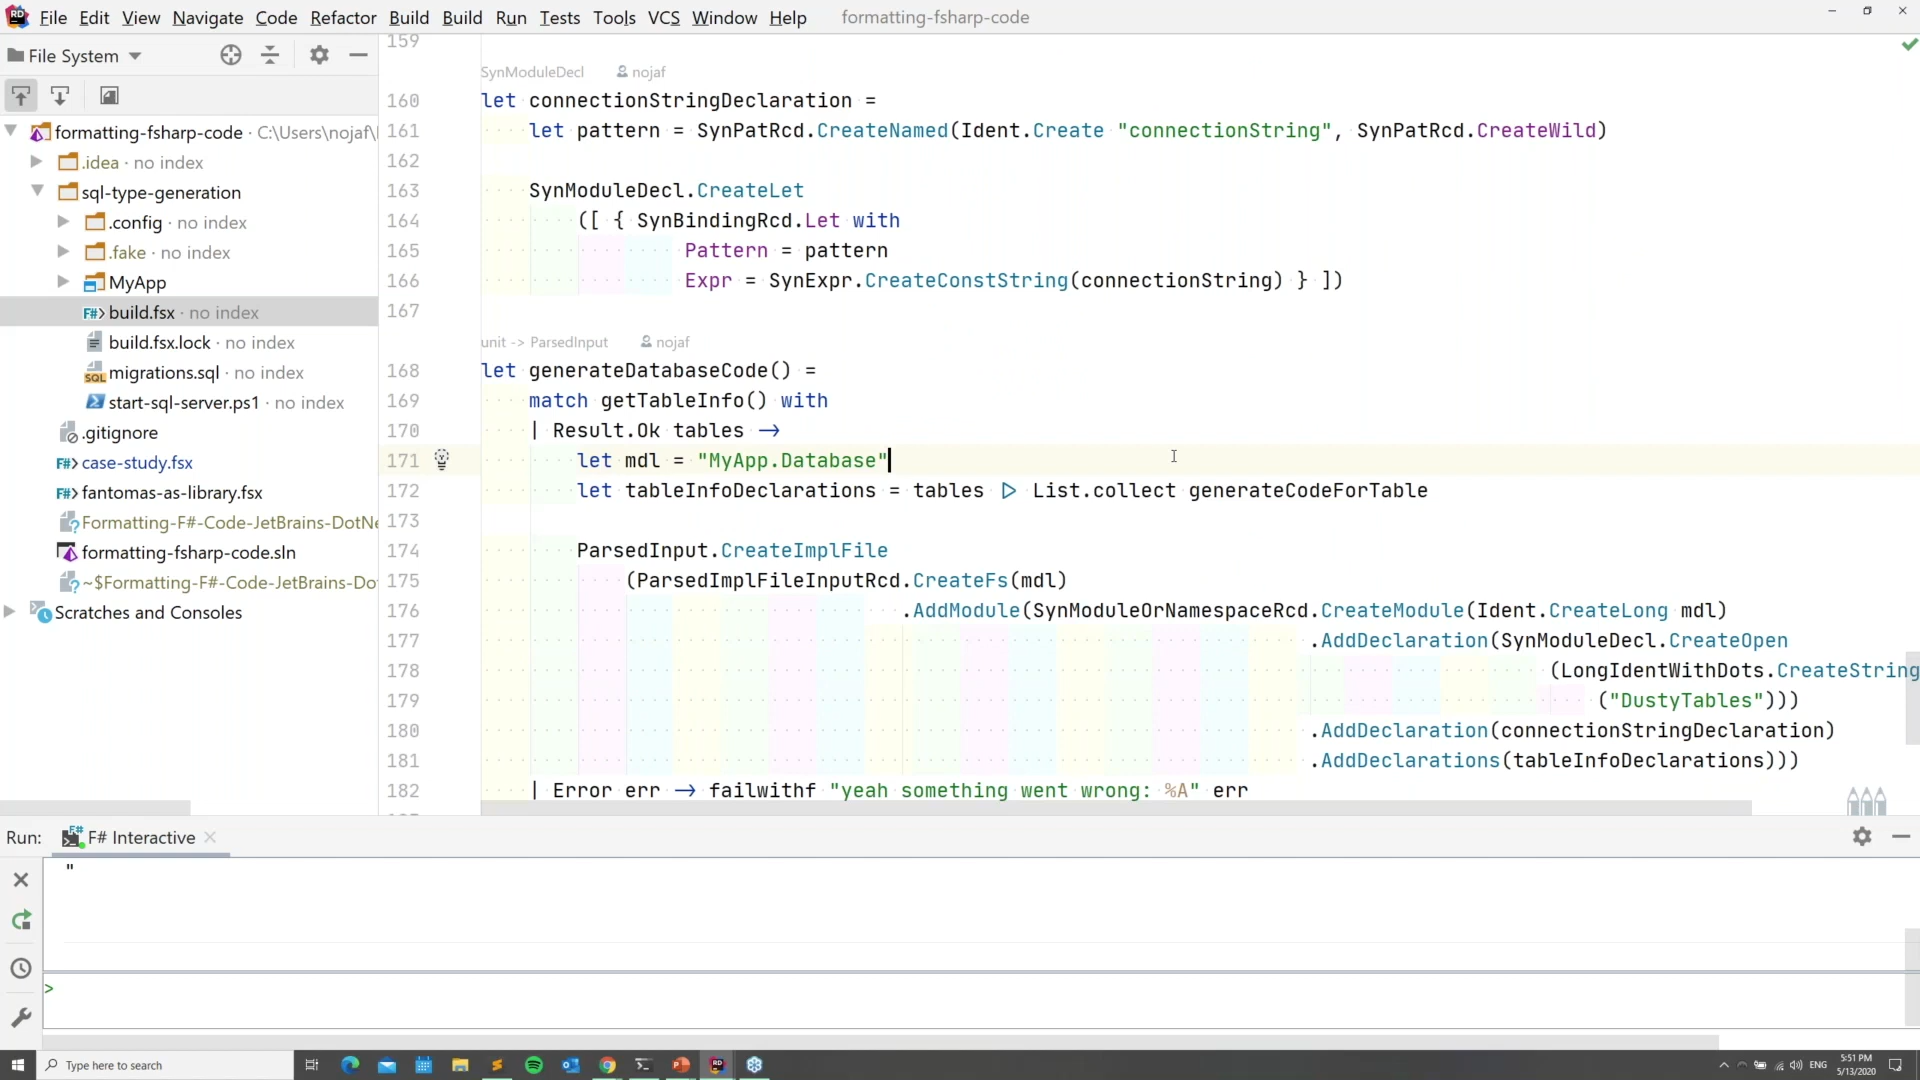 File Edit View Navigate Code Refactor Build Build Run Tests Tools VCS Window Help formatting-fsharp-code
File System
formatting-fsharp-code · C:\Users\nojaf\
.idea · no index
sql-type-generation
.config · no index
.fake · no index
MyApp
F#> build.fsx · no index
build.fsx.lock · no index
SQL migrations.sql · no index
start-sql-server.ps1 · no index
.gitignore
F#> case-study.fsx
F#> fantomas-as-library.fsx
Formatting-F#-Code-JetBrains-DotNe
formatting-fsharp-code.sln
~$Formatting-F#-Code-JetBrains-Do
Scratches and Consoles
159
SynModuleDecl nojaf
160 let connectionStringDeclaration =
161 let pattern = SynPatRcd.CreateNamed(Ident.Create "connectionString", SynPatRcd.CreateWild)
162
163 SynModuleDecl.CreateLet
164 ([ { SynBindingRcd.Let with
165 Pattern = pattern
166 Expr = SynExpr.CreateConstString(connectionString) } ])
167
unit -> ParsedInput nojaf
168 let generateDatabaseCode() =
169 match getTableInfo() with
170 | Result.Ok tables ->
171 let mdl = "MyApp.Database"
172 let tableInfoDeclarations = tables |> List.collect generateCodeForTable
173
174 ParsedInput.CreateImplFile
175 (ParsedImplFileInputRcd.CreateFs(mdl)
176 .AddModule(SynModuleOrNamespaceRcd.CreateModule(Ident.CreateLong mdl)
177 .AddDeclaration(SynModuleDecl.CreateOpen
178 (LongIdentWithDots.CreateString
179 ("DustyTables")))
180 .AddDeclaration(connectionStringDeclaration)
181 .AddDeclarations(tableInfoDeclarations)))
182 | Error err -> failwithf "yeah something went wrong: %A" err
Run: F# Interactive
"
>
Type here to search
ENG
5:51 PM
5/13/2020